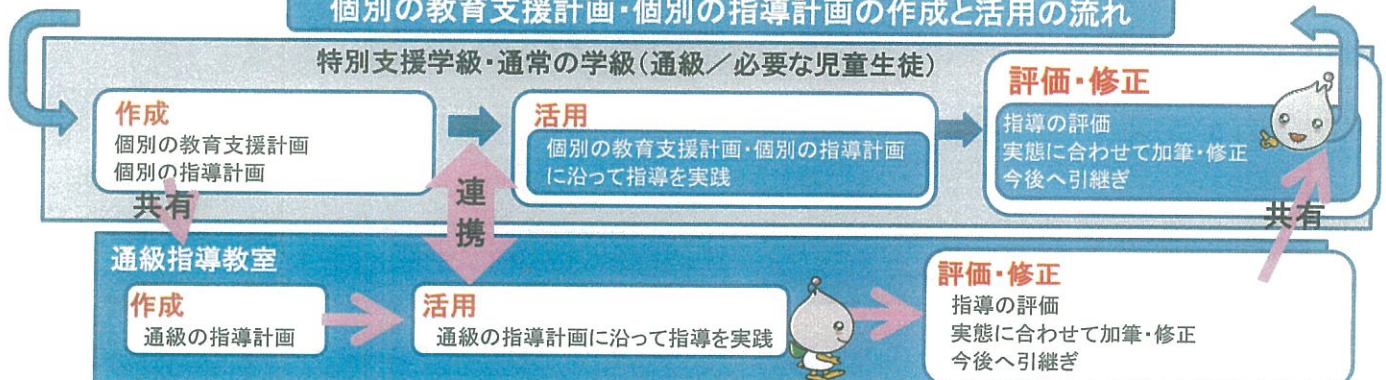 個別の教育支援計画・個別の指導計画の作成と活用の流れ
特別支援学級・通常の学級(通級／必要な児童生徒)
作成
個別の教育支援計画
個別の指導計画
活用
個別の教育支援計画・個別の指導計画
に沿って指導を実践
評価・修正
指導の評価
実態に合わせて加筆・修正
今後へ引継ぎ
共有
連携
共有
通級指導教室
作成
通級の指導計画
活用
通級の指導計画に沿って指導を実践
評価・修正
指導の評価
実態に合わせて加筆・修正
今後へ引継ぎ